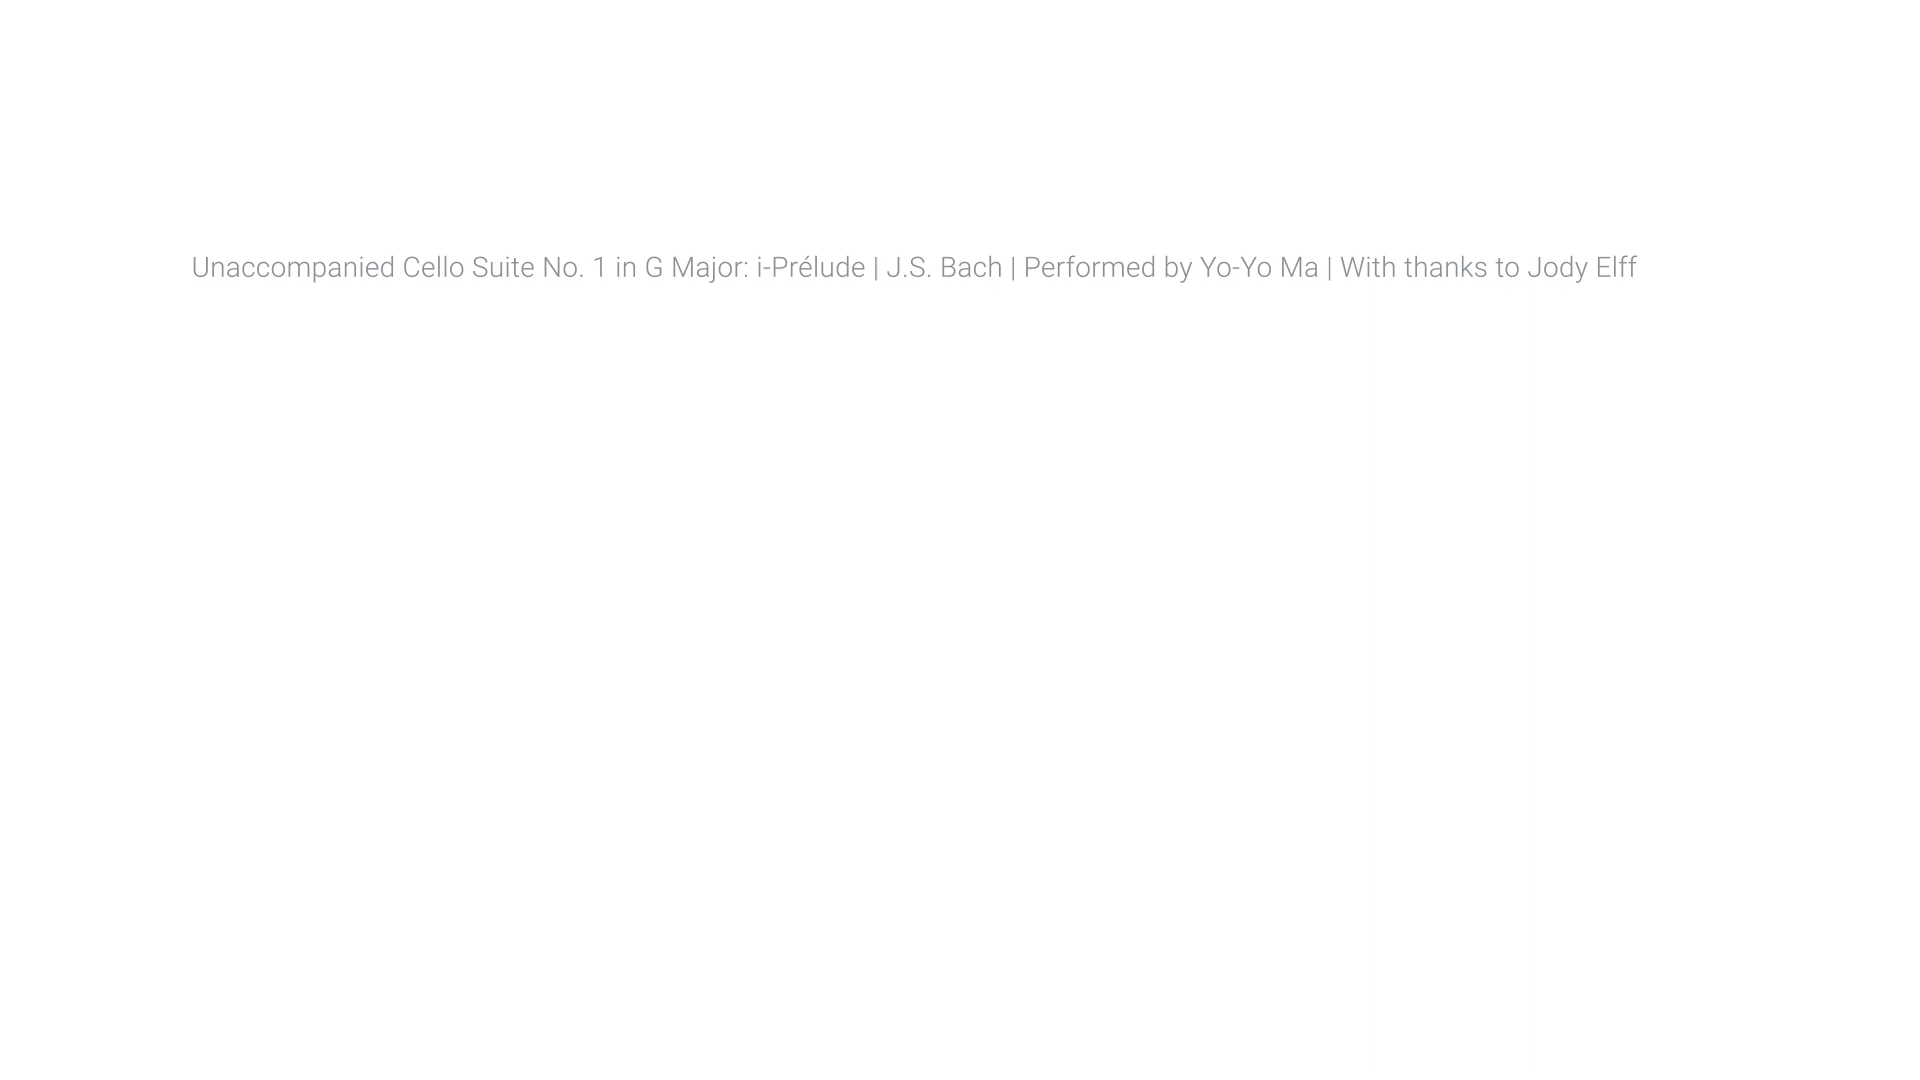 Unaccompanied Cello Suite No. 1 in G Major: i-Prélude | J.S. Bach | Performed by Yo-Yo Ma | With thanks to Jody Elff